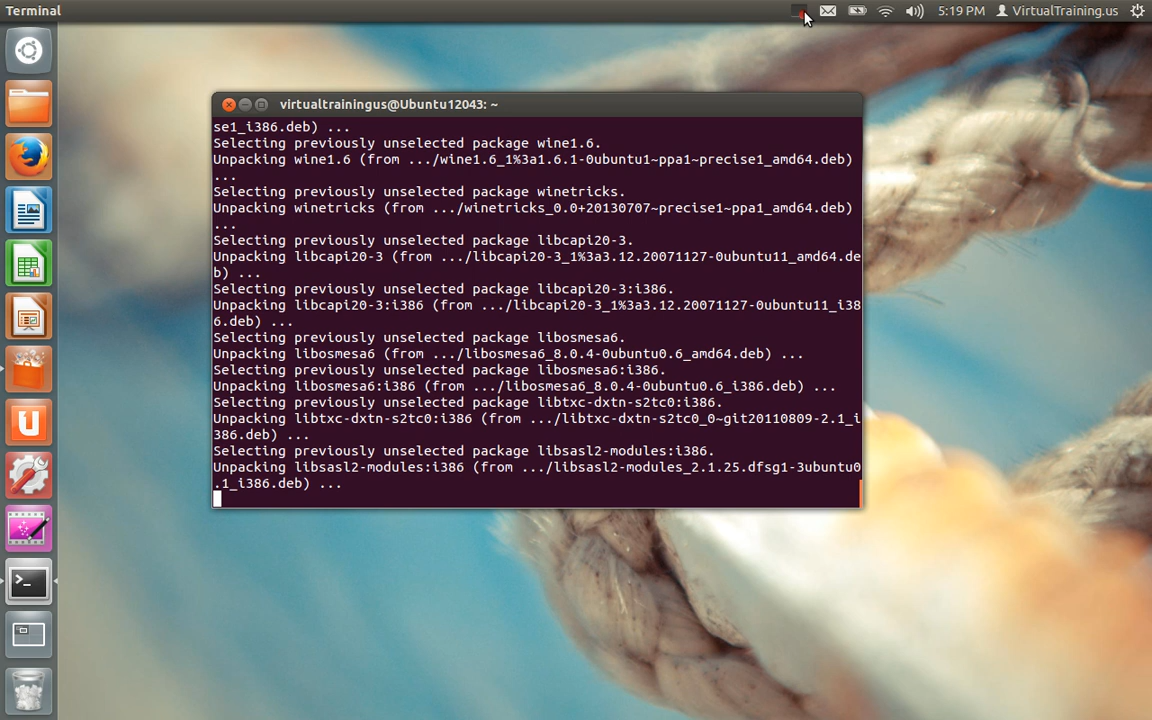 Terminal
5:19 PM
VirtualTraining.us
virtualtrainingus@Ubuntu12043: ~
se1_i386.deb) ...
Selecting previously unselected package wine1.6.
Unpacking wine1.6 (from .../wine1.6_1%3a1.6.1-0ubuntu1~ppa1~precise1_amd64.deb)
...
Selecting previously unselected package winetricks.
Unpacking winetricks (from .../winetricks_0.0+20130707~precise1~ppa1_amd64.deb)
...
Selecting previously unselected package libcapi20-3.
Unpacking libcapi20-3 (from .../libcapi20-3_1%3a3.12.20071127-0ubuntu11_amd64.de
b) ...
Selecting previously unselected package libcapi20-3:i386.
Unpacking libcapi20-3:i386 (from .../libcapi20-3_1%3a3.12.20071127-0ubuntu11_i38
6.deb) ...
Selecting previously unselected package libosmesa6.
Unpacking libosmesa6 (from .../libosmesa6_8.0.4-0ubuntu0.6_amd64.deb) ...
Selecting previously unselected package libosmesa6:i386.
Unpacking libosmesa6:i386 (from .../libosmesa6_8.0.4-0ubuntu0.6_i386.deb) ...
Selecting previously unselected package libtxc-dxtn-s2tc0:i386.
Unpacking libtxc-dxtn-s2tc0:i386 (from .../libtxc-dxtn-s2tc0_0~git20110809-2.1_i
386.deb) ...
Selecting previously unselected package libsasl2-modules:i386.
Unpacking libsasl2-modules:i386 (from .../libsasl2-modules_2.1.25.dfsg1-3ubuntu0
.1_i386.deb) ...